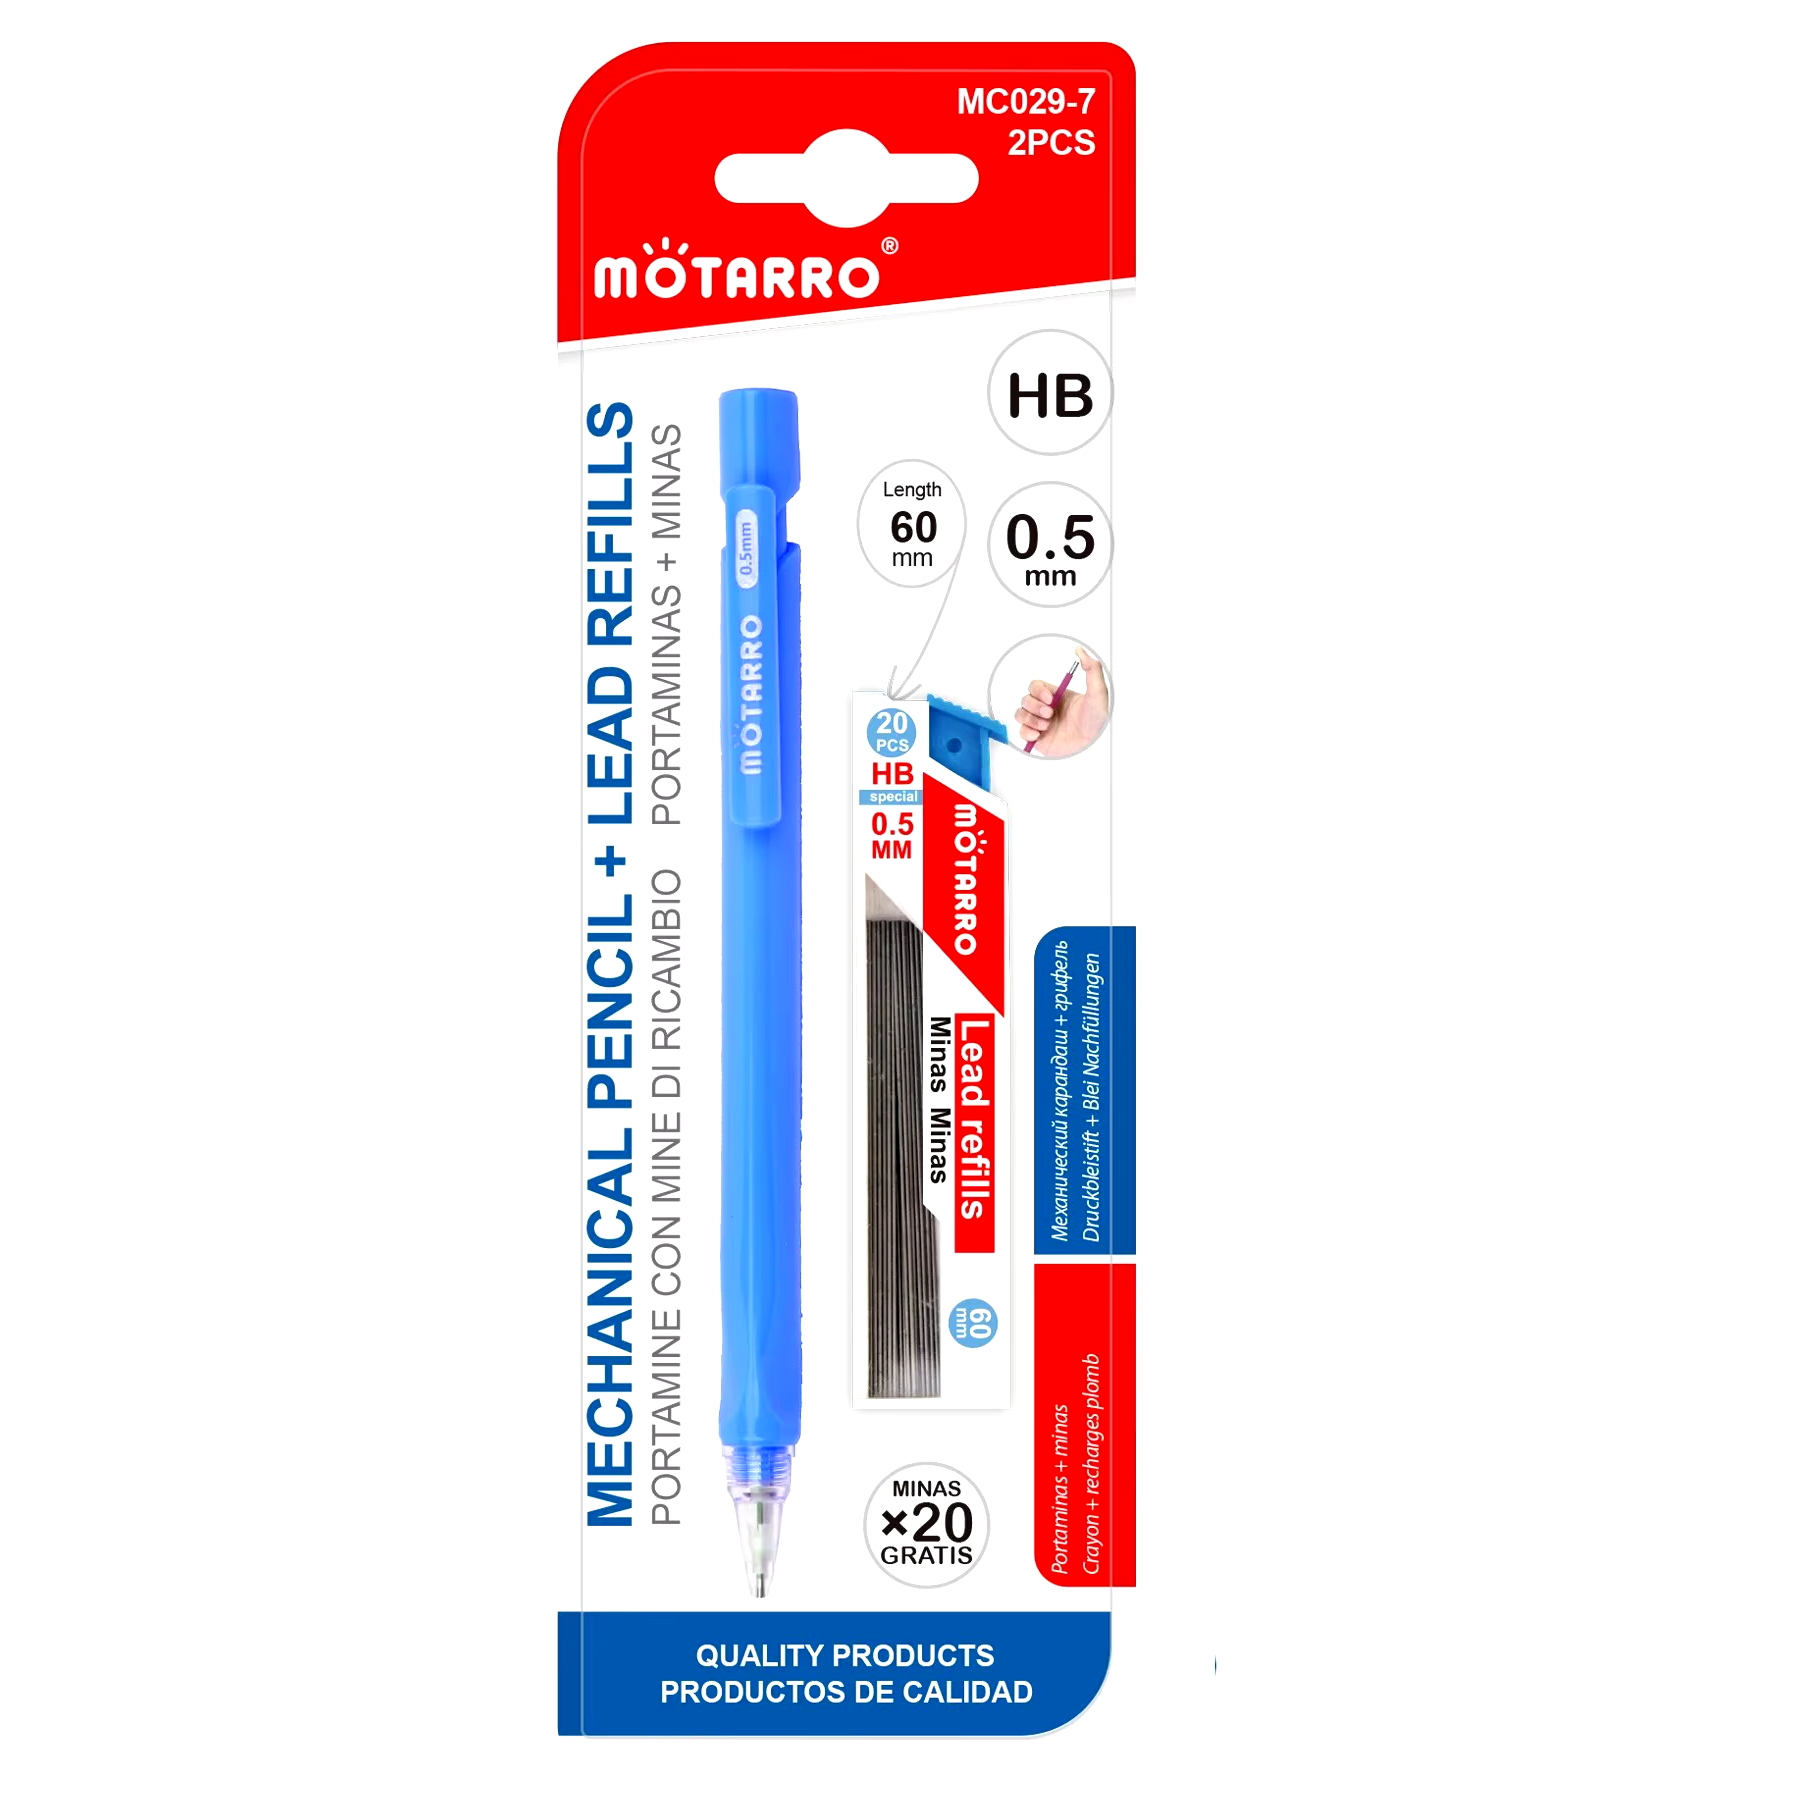 MC029-7
2PCS
MOTARRO®
HB
Length
60
mm
0.5
mm
MECHANICAL PENCIL + LEAD REFILLS
PORTAMINE CON MINE DI RICAMBIO PORTAMINAS + MINAS
0.5mm
MOTARRO
20
PCS
HB
special
0.5
MM
MOTARRO
Lead refills
Minas Minas
60
mm
Механический карандаш + грифель
Druckbleistift + Blei Nachfüllungen
Portaminas + minas
Crayon + recharges plomb
MINAS
×20
GRATIS
QUALITY PRODUCTS
PRODUCTOS DE CALIDAD